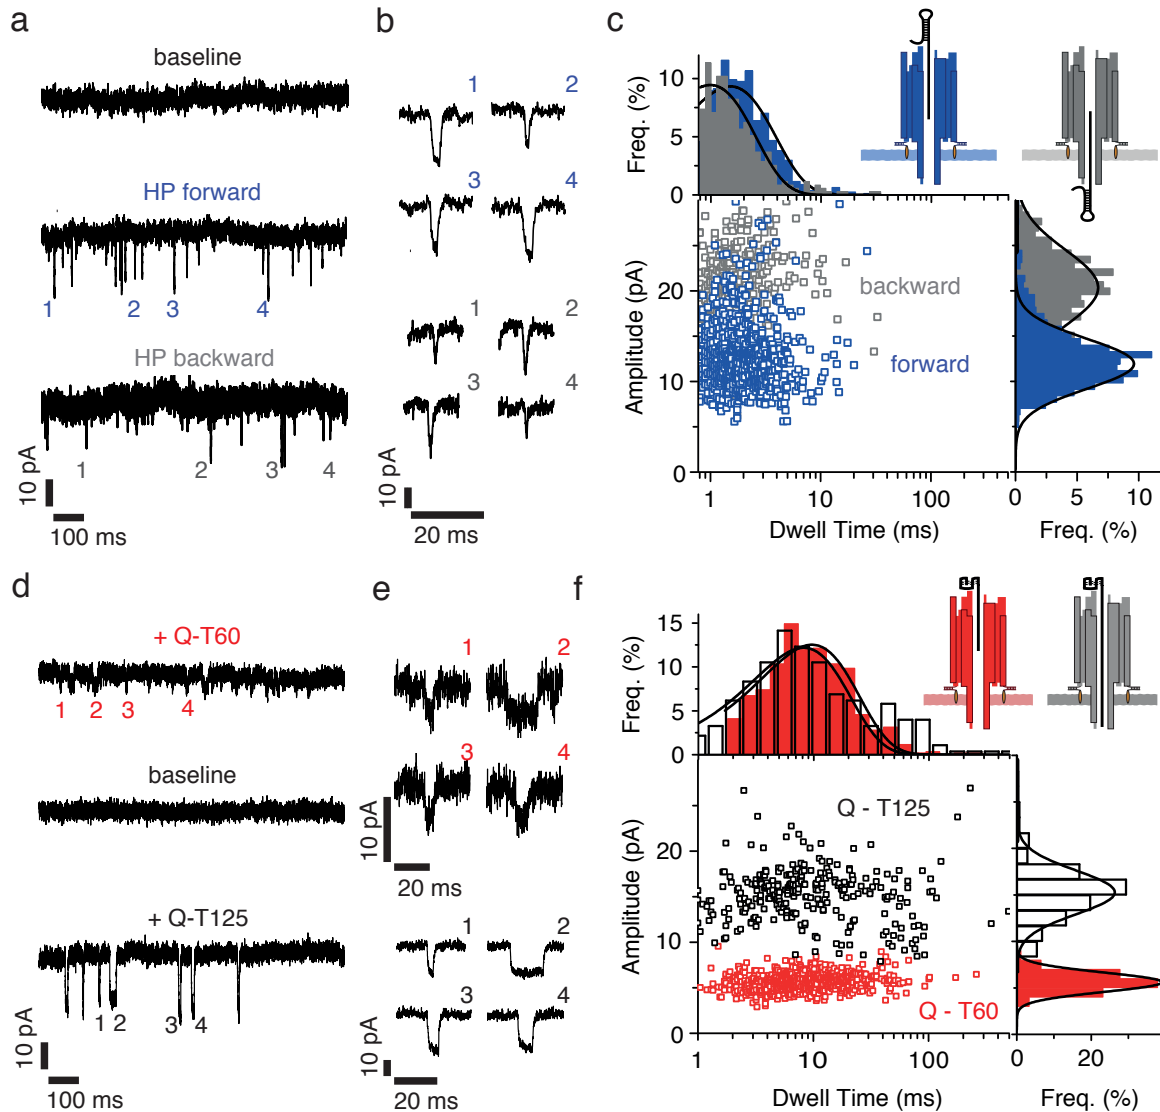 a
baseline
HP forward
1
2
3
4
HP backward
1
2
3
4
10 pA
100 ms
b
1
2
3
4
1
2
3
4
10 pA
20 ms
c
Freq. (%)
10
5
0
Amplitude (pA)
20
10
0
backward
forward
1
10
100
Dwell Time (ms)
0
5
10
Freq. (%)
d
+ Q-T60
1
2
3
4
baseline
+ Q-T125
1
2
3
4
10 pA
100 ms
e
1
2
3
4
10 pA
20 ms
1
2
3
4
10 pA
20 ms
f
Freq. (%)
15
10
5
0
Amplitude (pA)
20
10
0
Q - T125
Q - T60
1
10
100
Dwell Time (ms)
0
20
Freq. (%)